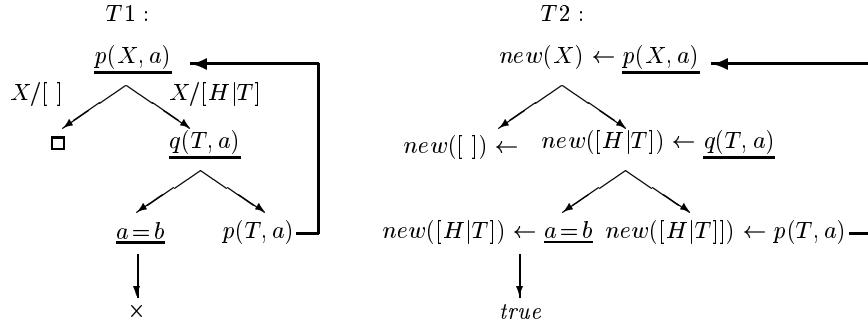 T1 : T2 :
p(X, a) new(X) ← p(X, a)
X/[ ] X/[H|T]
□ q(T, a) new([ ]) ← new([H|T]) ← q(T, a)
a = b p(T, a) new([H|T]) ← a = b new([H|T]]) ← p(T, a)
× true